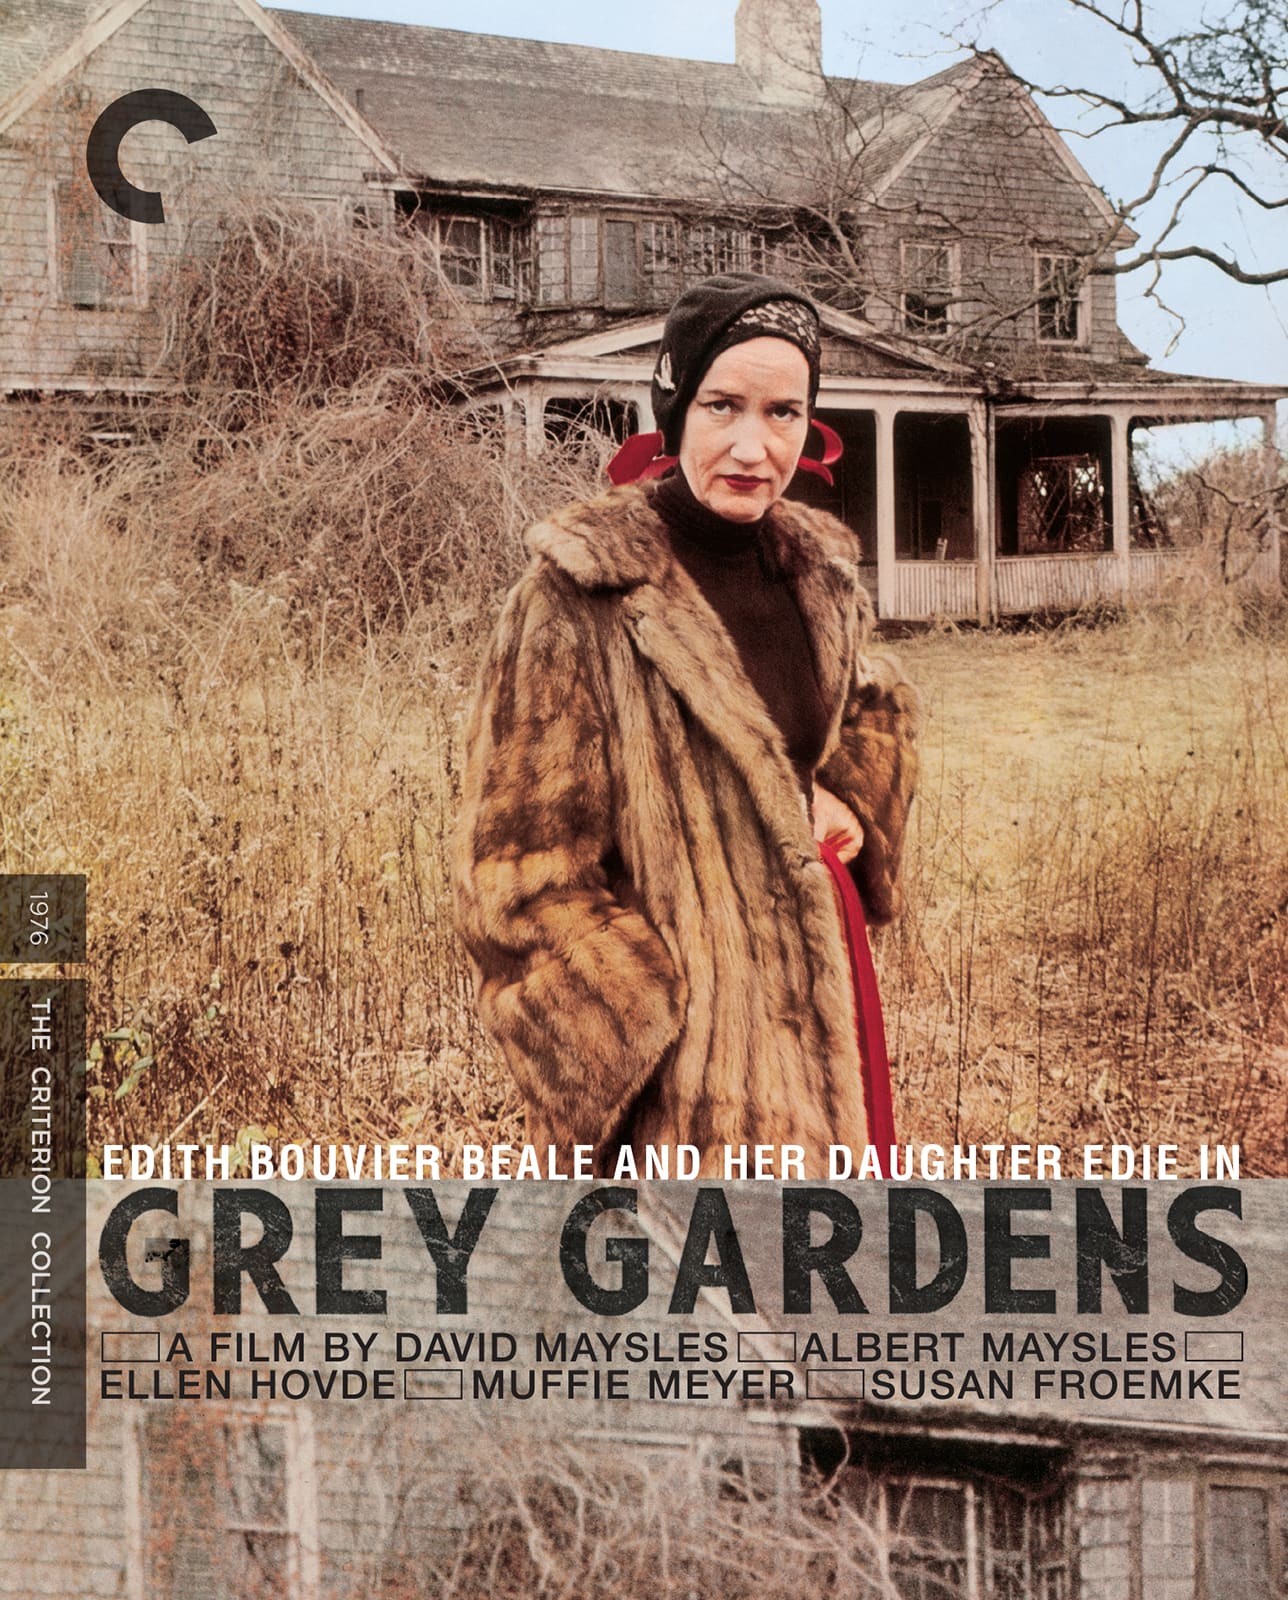 1976
THE CRITERION COLLECTION
EDITH BOUVIER BEALE AND HER DAUGHTER EDIE IN
GREY GARDENS
A FILM BY DAVID MAYSLES ALBERT MAYSLES
ELLEN HOVDE MUFFIE MEYER SUSAN FROEMKE